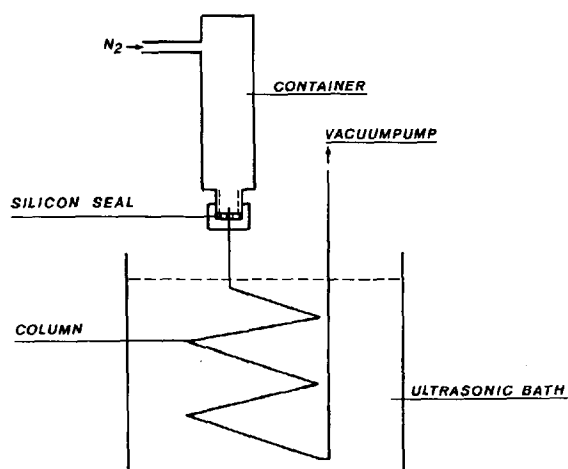 N2
CONTAINER
VACUUMPUMP
SILICON SEAL
COLUMN
ULTRASONIC BATH